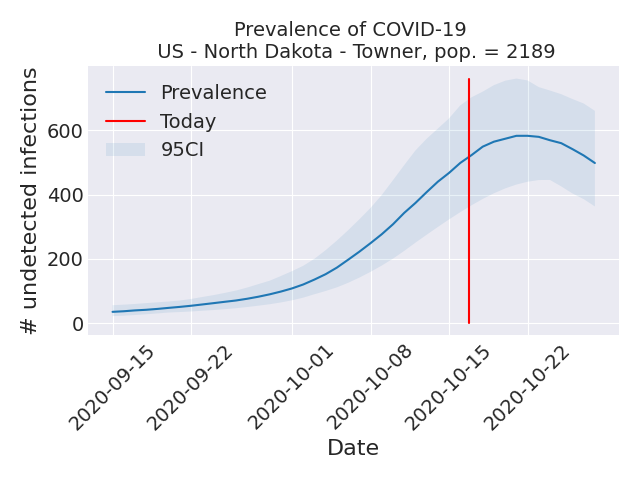 Prevalence of COVID-19
US - North Dakota - Towner, pop. = 2189
Prevalence
Today
95CI
# undetected infections
600
400
200
0
2020-09-15
2020-09-22
2020-10-01
2020-10-08
2020-10-15
2020-10-22
Date